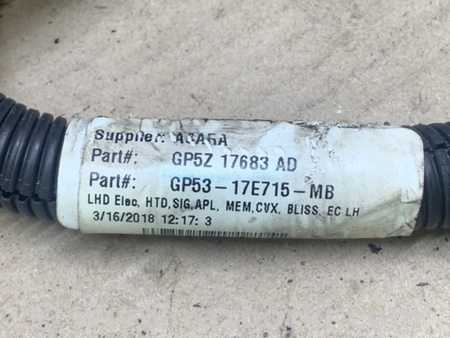 Supplier: ACARA
Part#: GP5Z 17683 AD
Part#: GP53-17E715-MB
LHD Elec, HTD,SIG,APL, MEM,CVX, BLISS, EC LH
3/16/2018 12:17: 3